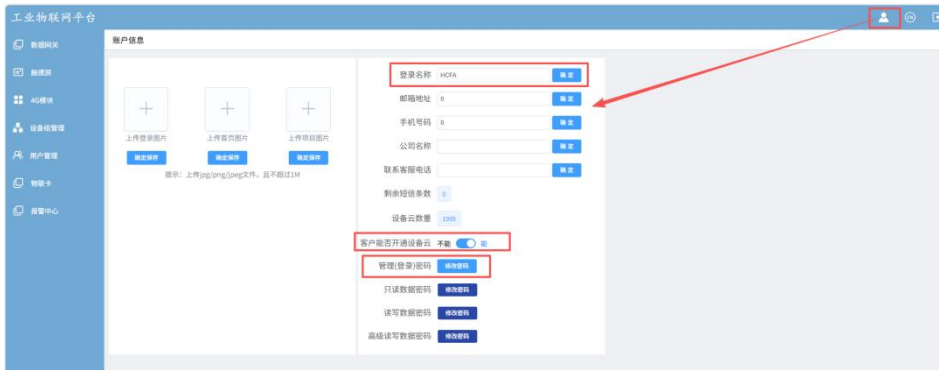 工业物联网平台
CN
数据网关
触摸屏
4G模块
设备组管理
用户管理
物联卡
报警中心
账户信息
上传登录图片 上传首页图片 上传项目图片
确定保存 确定保存 确定保存
提示：上传jpg/png/jpeg文件，且不超过1M
登录名称 HCFA 确 定
邮箱地址 0 确 定
手机号码 0 确 定
公司名称 确 定
联系客服电话 确 定
剩余短信条数 0
设备云数量 1999
客户能否开通设备云 不能 能
管理(登录)密码 修改密码
只读数据密码 修改密码
读写数据密码 修改密码
高级读写数据密码 修改密码